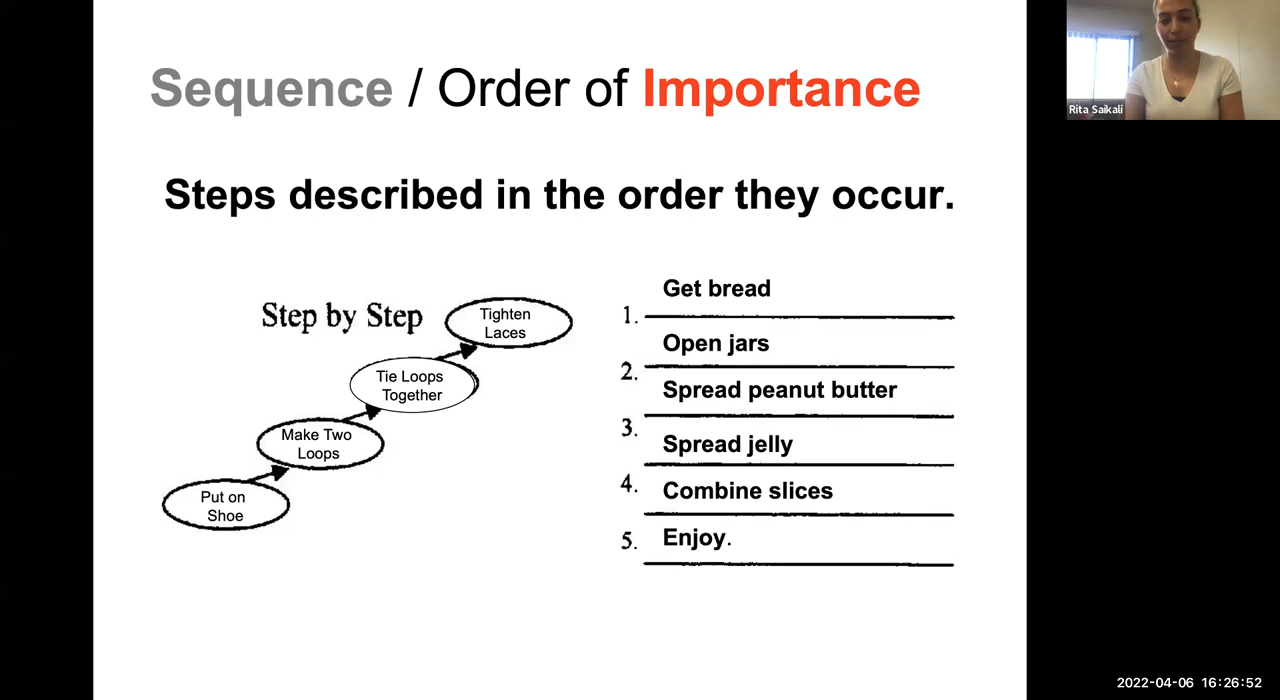 Sequence / Order of Importance
Steps described in the order they occur.
Step by Step
Tighten
Laces
Tie Loops
Together
Make Two
Loops
Put on
Shoe
Get bread
1.
Open jars
2.
Spread peanut butter
3.
Spread jelly
4.
Combine slices
5.
Enjoy.
Rita Saikali
2022-04-06 16:26:52